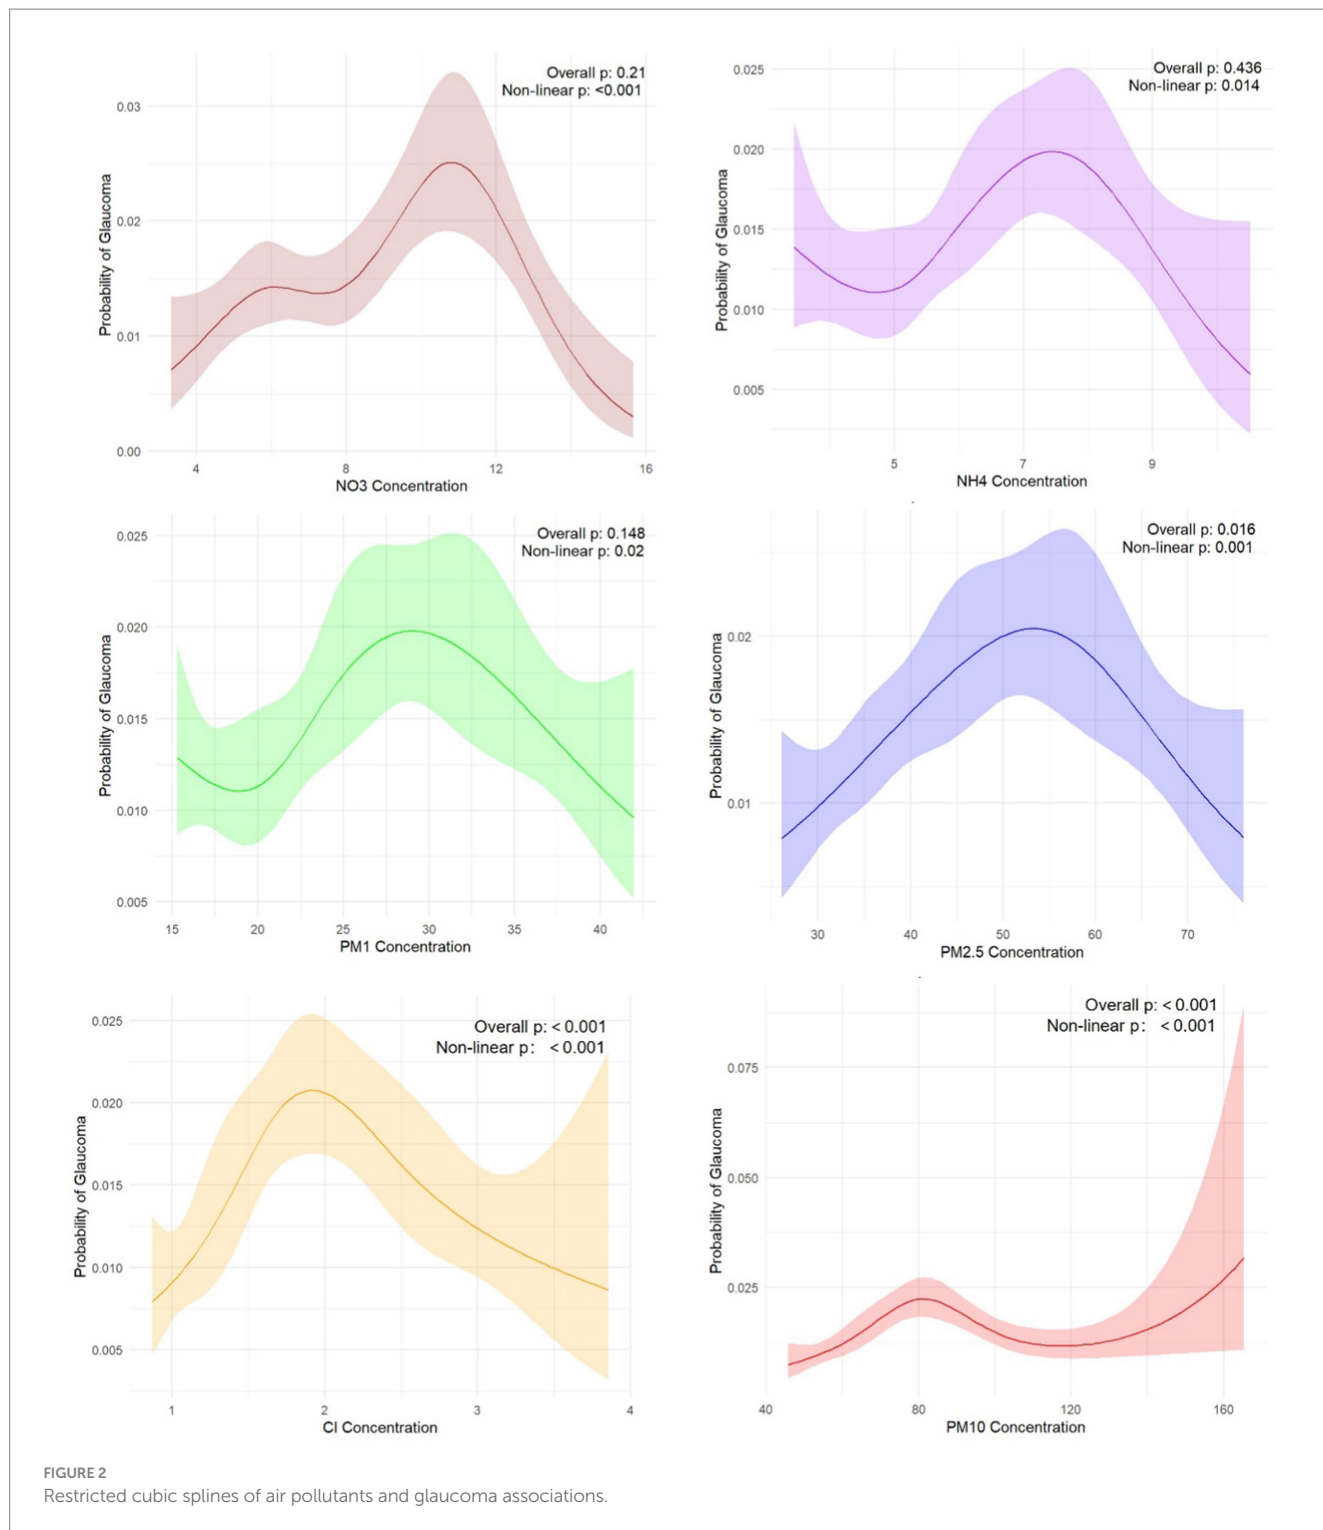 Overall p: 0.21
Non-linear p: <0.001
Probability of Glaucoma
0.03
0.02
0.01
0.00
4 8 12 16
NO3 Concentration
Overall p: 0.436
Non-linear p: 0.014
Probability of Glaucoma
0.025
0.020
0.015
0.010
0.005
5 7 9
NH4 Concentration
Overall p: 0.148
Non-linear p: 0.02
Probability of Glaucoma
0.025
0.020
0.015
0.010
0.005
15 20 25 30 35 40
PM1 Concentration
Overall p: 0.016
Non-linear p: 0.001
Probability of Glaucoma
0.02
0.01
30 40 50 60 70
PM2.5 Concentration
Overall p: < 0.001
Non-linear p: < 0.001
Probability of Glaucoma
0.025
0.020
0.015
0.010
0.005
1 2 3 4
Cl Concentration
Overall p: < 0.001
Non-linear p: < 0.001
Probability of Glaucoma
0.075
0.050
0.025
40 80 120 160
PM10 Concentration
FIGURE 2
Restricted cubic splines of air pollutants and glaucoma associations.